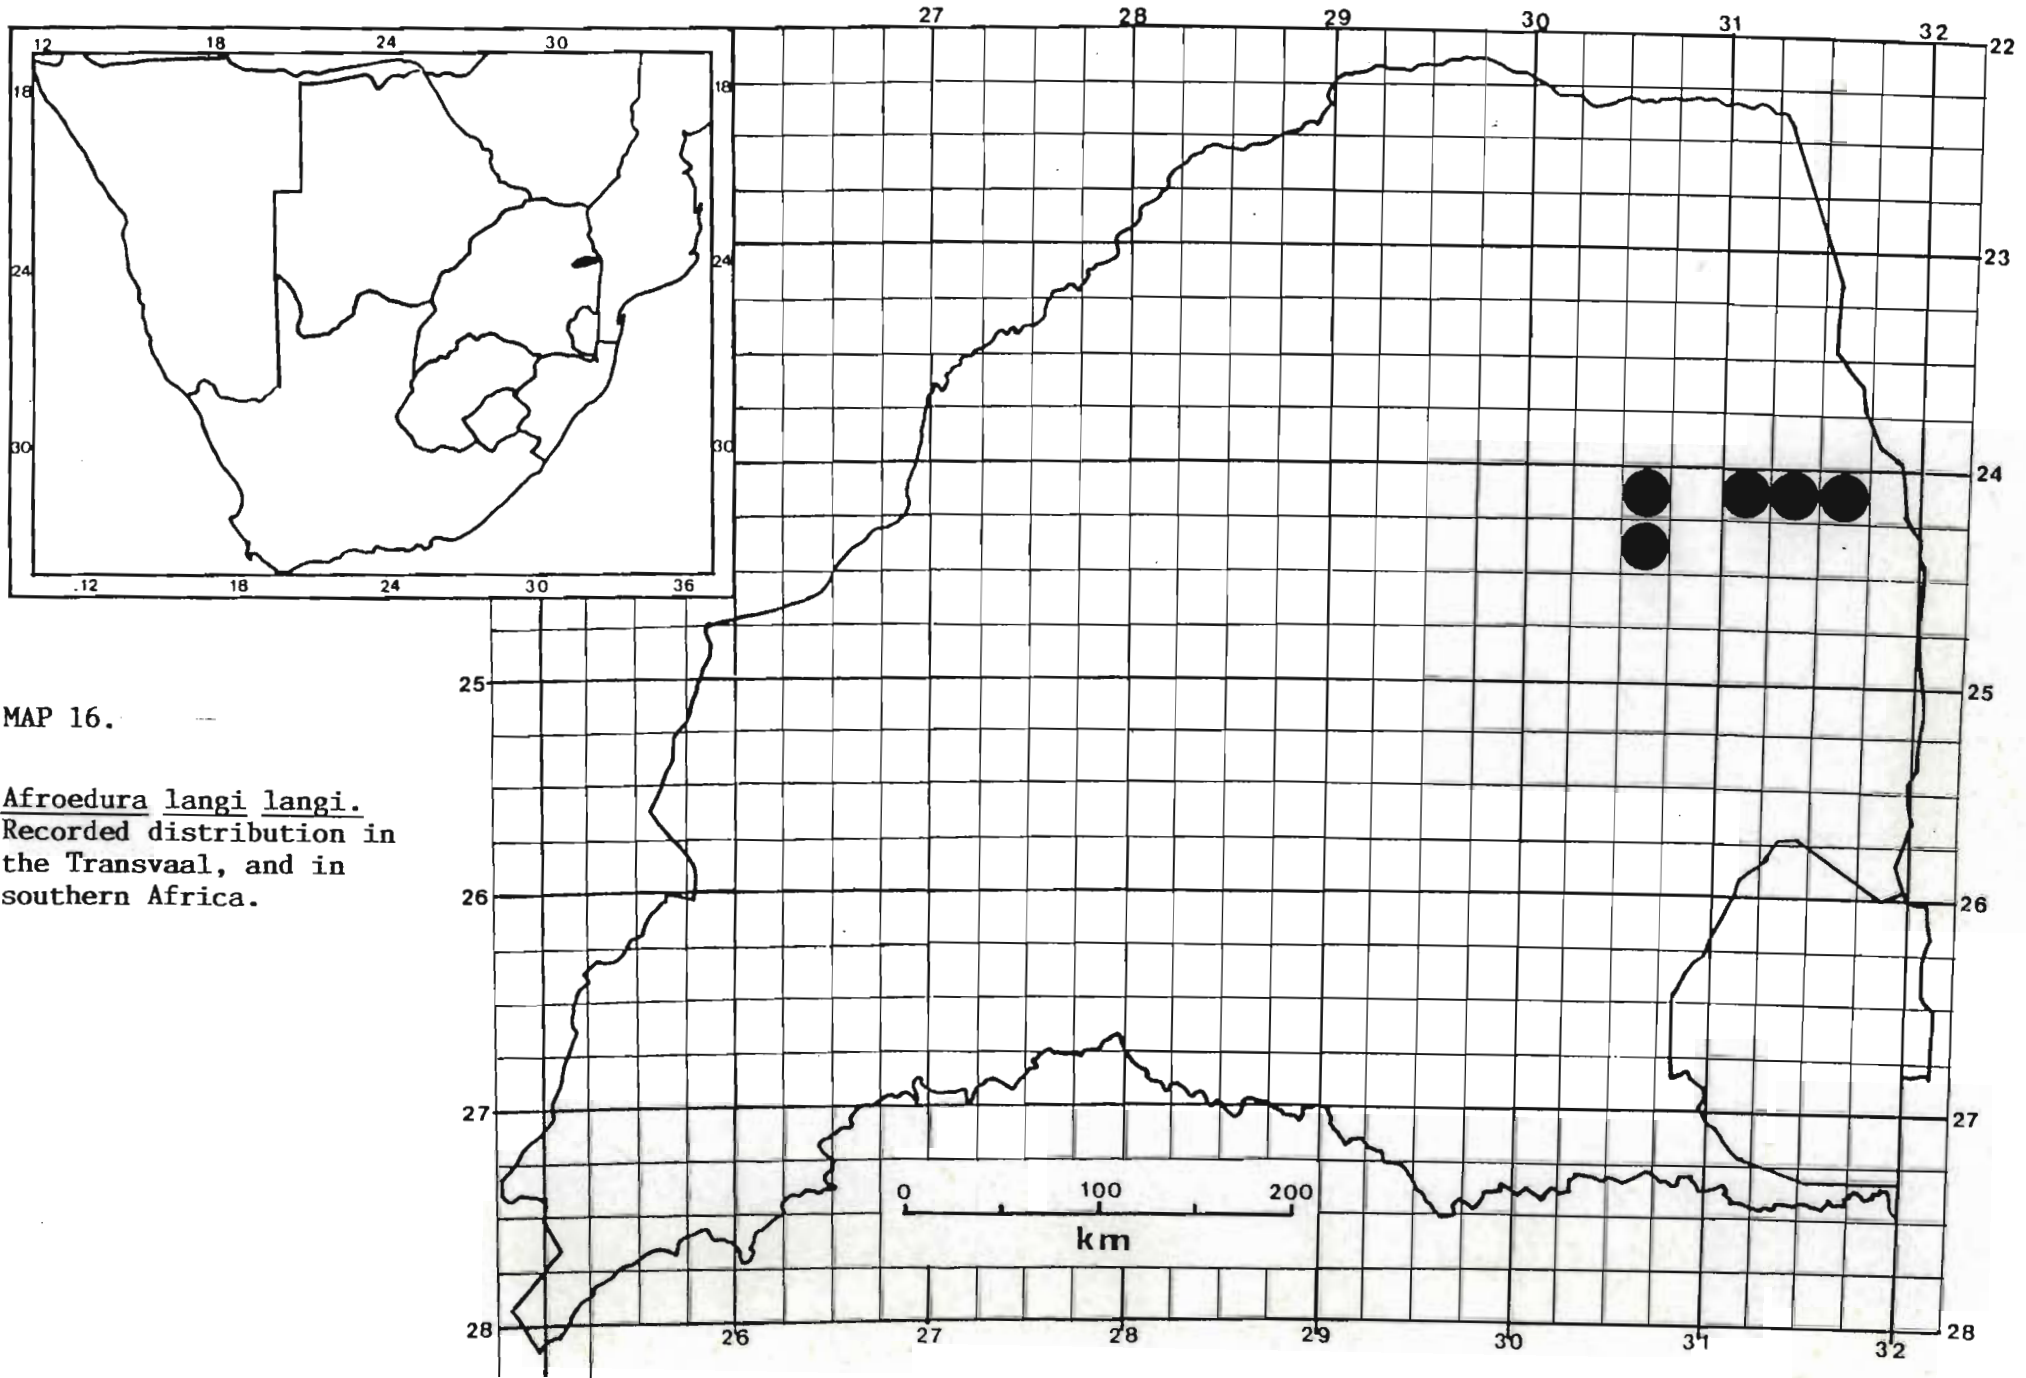 27 28 29 30 31 32
22
12 18 24 30
18 18
24 24
30 30
.12 18 24 30 36
23
24
25 25
MAP 16.
Afroedura langi langi.
Recorded distribution in
the Transvaal, and in
southern Africa.
26 26
27 27
0 100 200
km
28 28
26 27 28 29 30 31 32